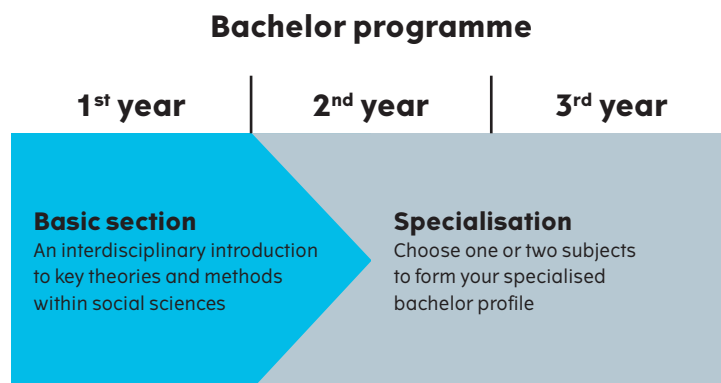 Bachelor programme
1st year
2nd year
3rd year
Basic section
An interdisciplinary introduction
to key theories and methods
within social sciences
Specialisation
Choose one or two subjects
to form your specialised
bachelor profile